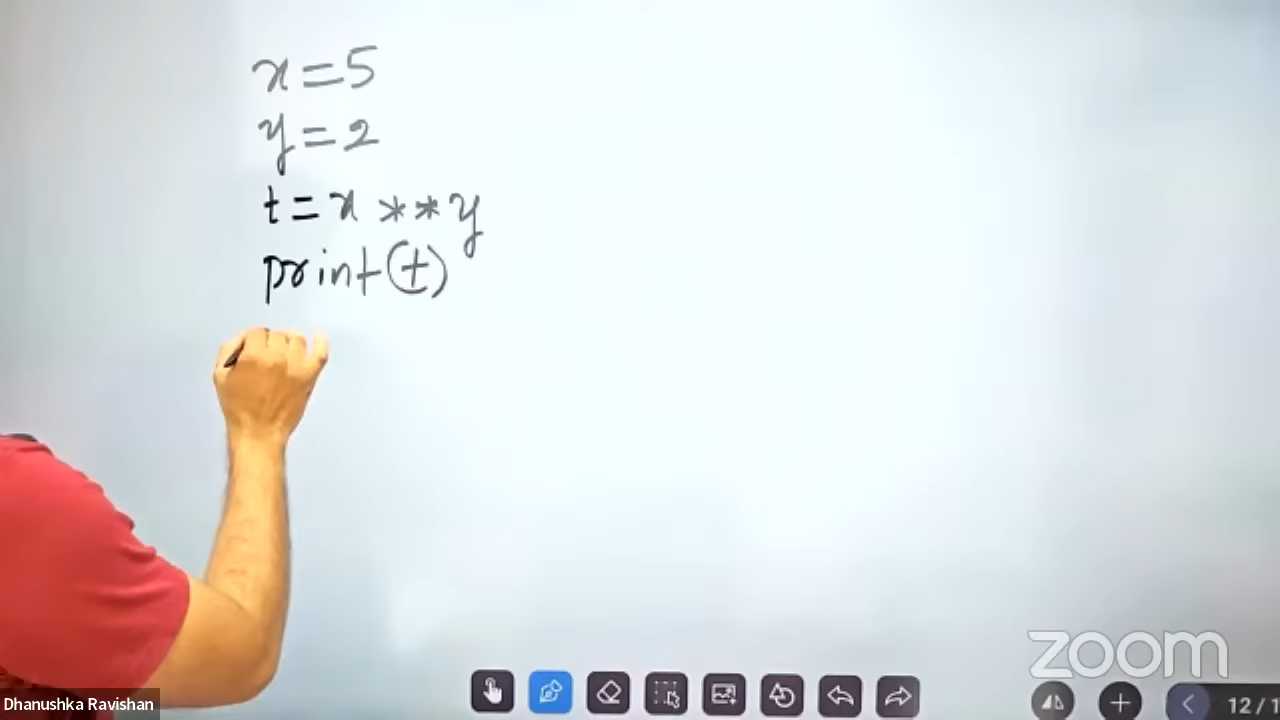 x=5
y=2
t=x **y
print(t)
zoom
Dhanushka Ravishan
12/1